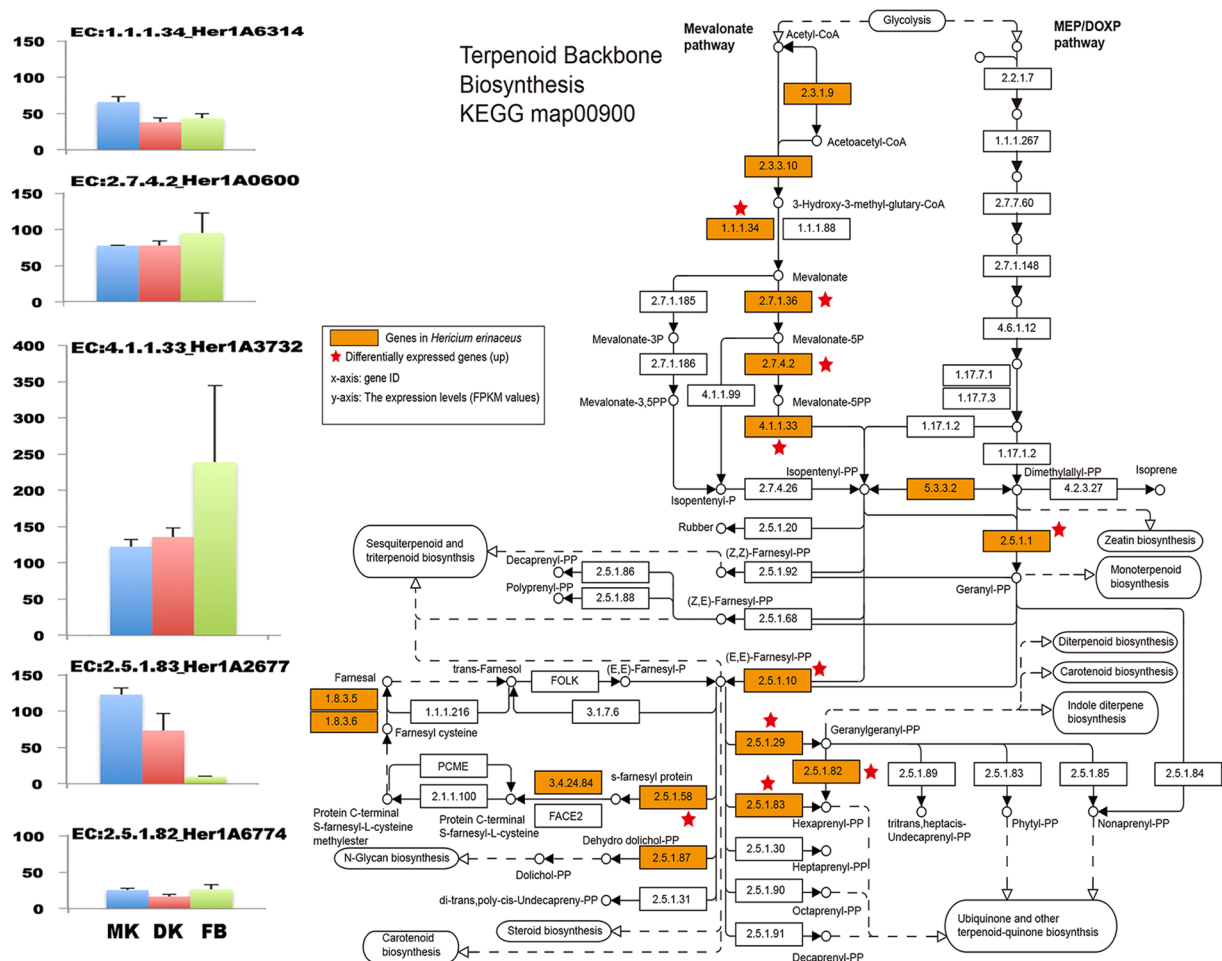 EC:1.1.1.34_Her1A6314
150
100
50
0
EC:2.7.4.2_Her1A0600
150
100
50
0
EC:4.1.1.33_Her1A3732
400
350
300
250
200
150
100
50
0
EC:2.5.1.83_Her1A2677
150
100
50
0
EC:2.5.1.82_Her1A6774
100
50
0
MK DK FB
Terpenoid Backbone
Biosynthesis
KEGG map00900
Genes in Hericium erinaceus
Differentially expressed genes (up)
x-axis: gene ID
y-axis: The expression levels (FPKM values)
Mevalonate
pathway
Glycolysis
MEP/DOXP
pathway
Acetyl-CoA
2.3.1.9
Acetoacetyl-CoA
2.3.3.10
3-Hydroxy-3-methyl-glutary-CoA
1.1.1.34
1.1.1.88
Mevalonate
2.7.1.185
2.7.1.36
Mevalonate-3P
Mevalonate-5P
2.7.1.186
2.7.4.2
4.1.1.99
Mevalonate-3,5PP
Mevalonate-5PP
4.1.1.33
2.2.1.7
1.1.1.267
2.7.7.60
2.7.1.148
4.6.1.12
1.17.7.1
1.17.7.3
1.17.1.2
1.17.1.2
Isopentenyl-P
2.7.4.26
Isopentenyl-PP
5.3.3.2
Dimethylallyl-PP
4.2.3.27
Isoprene
Rubber
2.5.1.20
2.5.1.1
Zeatin biosynthesis
Monoterpenoid
biosynthesis
Geranyl-PP
Sesquiterpenoid and
triterpenoid biosynthsis
(Z,Z)-Farnesyl-PP
2.5.1.92
Decaprenyl-PP
2.5.1.86
Polyprenyl-PP
2.5.1.88
(Z,E)-Farnesyl-PP
2.5.1.68
Diterpenoid biosynthesis
Carotenoid biosynthesis
Indole diterpene
biosynthesis
(E,E)-Farnesyl-PP
2.5.1.10
Farnesal
trans-Farnesol
FOLK
(E,E)-Farnesyl-P
1.8.3.5
1.8.3.6
1.1.1.216
3.1.7.6
Farnesyl cysteine
2.5.1.29
Geranylgeranyl-PP
PCME
2.1.1.100
3.4.24.84
FACE2
s-farnesyl protein
2.5.1.58
2.5.1.82
2.5.1.83
Hexaprenyl-PP
2.5.1.89
2.5.1.83
2.5.1.85
2.5.1.84
tritrans,heptacis-
Undecaprenyl-PP
Phytyl-PP
Nonaprenyl-PP
Protein C-terminal
S-farnesyl-L-cysteine
methylester
Protein C-terminal
S-farnesyl-L-cysteine
Dehydro dolichol-PP
2.5.1.87
N-Glycan biosynthesis
Dolichol-PP
2.5.1.30
Heptaprenyl-PP
di-trans,poly-cis-Undecapreny-PP
2.5.1.31
2.5.1.90
Octaprenyl-PP
Steroid biosynthesis
Carotenoid
biosynthesis
2.5.1.91
Decaprenyl-PP
Ubiquinone and other
terpenoid-quinone biosynthsis